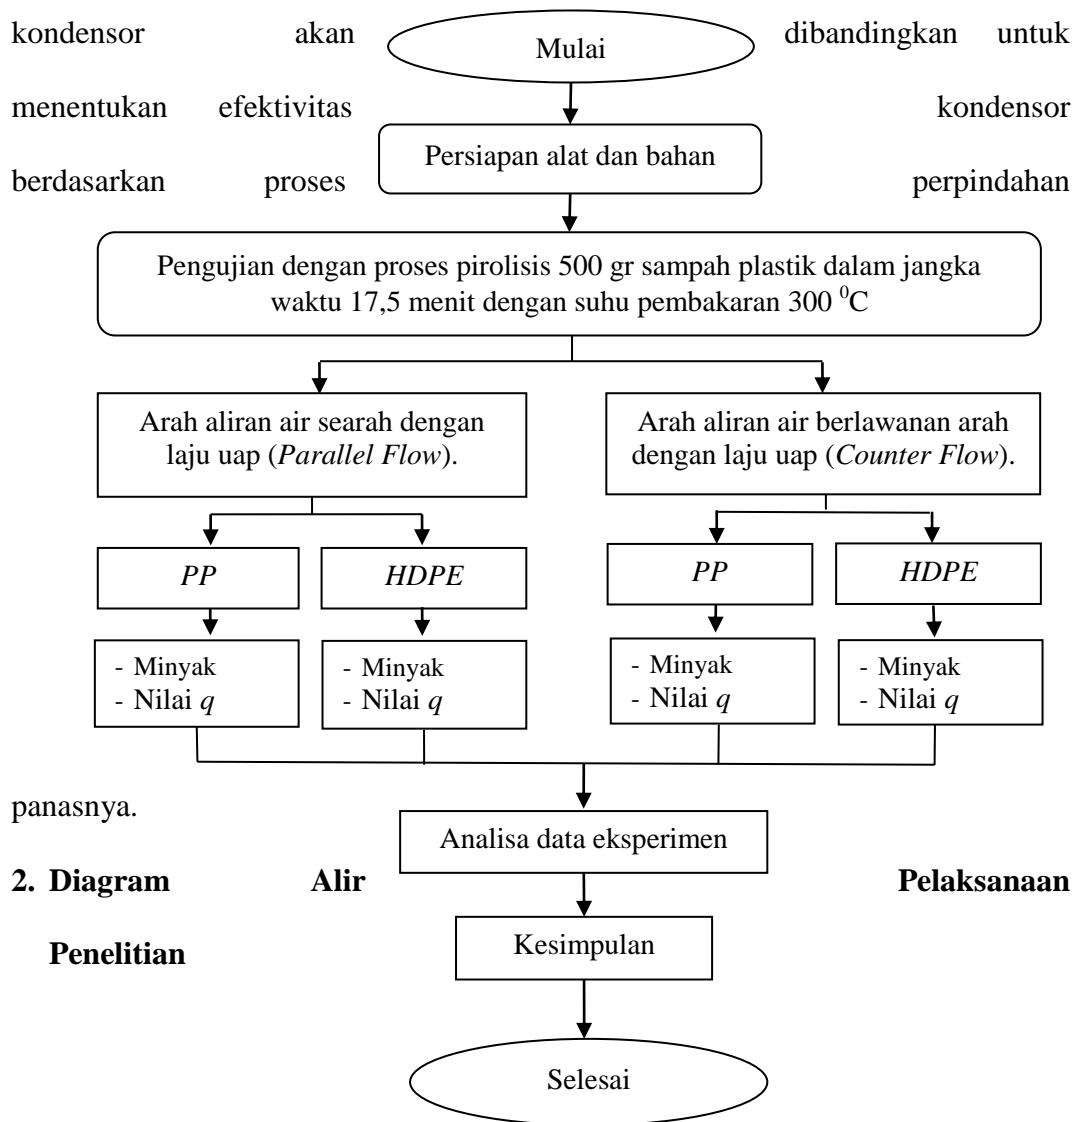 kondensor akan dibandingkan untuk
menentukan efektivitas kondensor
berdasarkan proses perpindahan
panasnya.
2. Diagram Alir Pelaksanaan
Penelitian
Mulai
Persiapan alat dan bahan
Pengujian dengan proses pirolisis 500 gr sampah plastik dalam jangka
waktu 17,5 menit dengan suhu pembakaran 300 ⁰C
Arah aliran air searah dengan
laju uap (Parallel Flow).
Arah aliran air berlawanan arah
dengan laju uap (Counter Flow).
PP
HDPE
PP
HDPE
- Minyak
- Nilai q
- Minyak
- Nilai q
- Minyak
- Nilai q
- Minyak
- Nilai q
Analisa data eksperimen
Kesimpulan
Selesai